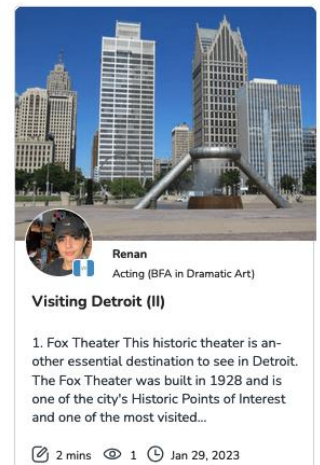 Renan
Acting (BFA in Dramatic Art)
Visiting Detroit (II)
1. Fox Theater This historic theater is an-
other essential destination to see in Detroit.
The Fox Theater was built in 1928 and is
one of the city's Historic Points of Interest
and one of the most visited...
2 mins 1 Jan 29, 2023